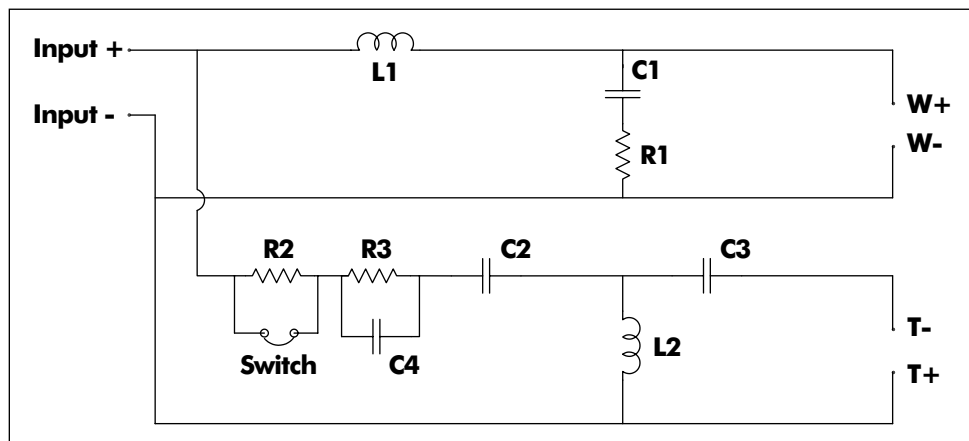 Input +
L1
C1
Input -
W+
R1
W-
R2
R3
C2
C3
T-
L2
Switch
C4
T+